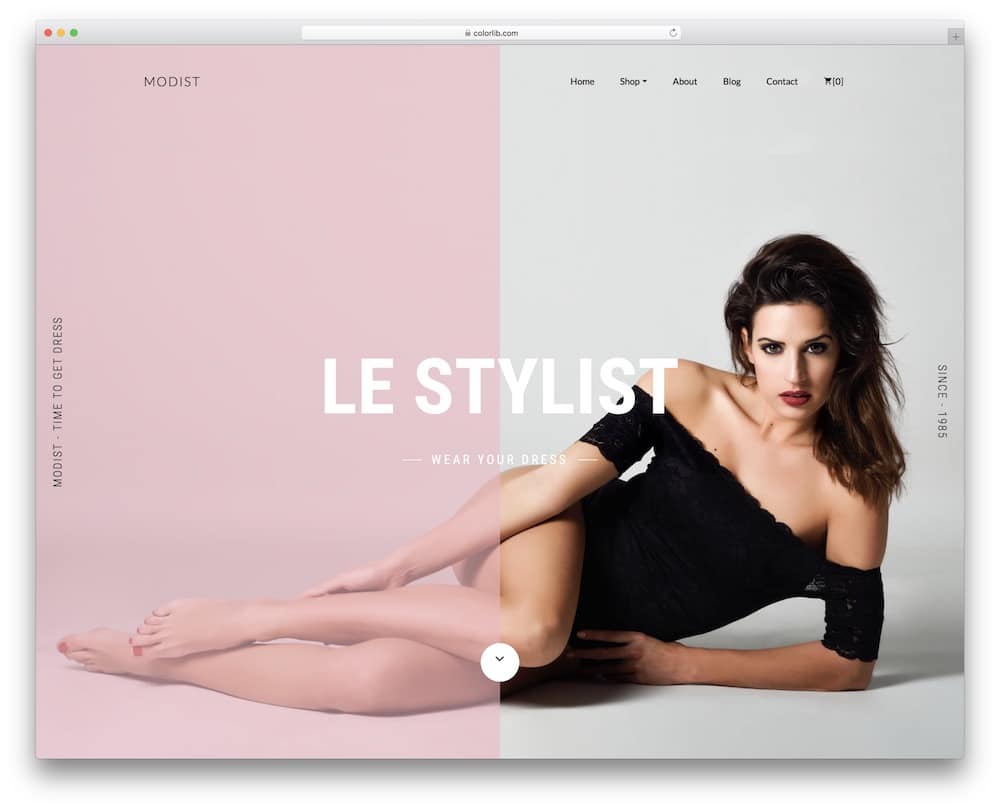 colorlib.com
MODIST
Home Shop About Blog Contact [0]
MODIST - TIME TO GET DRESS
LE STYLIST
WEAR YOUR DRESS
SINCE - 1985